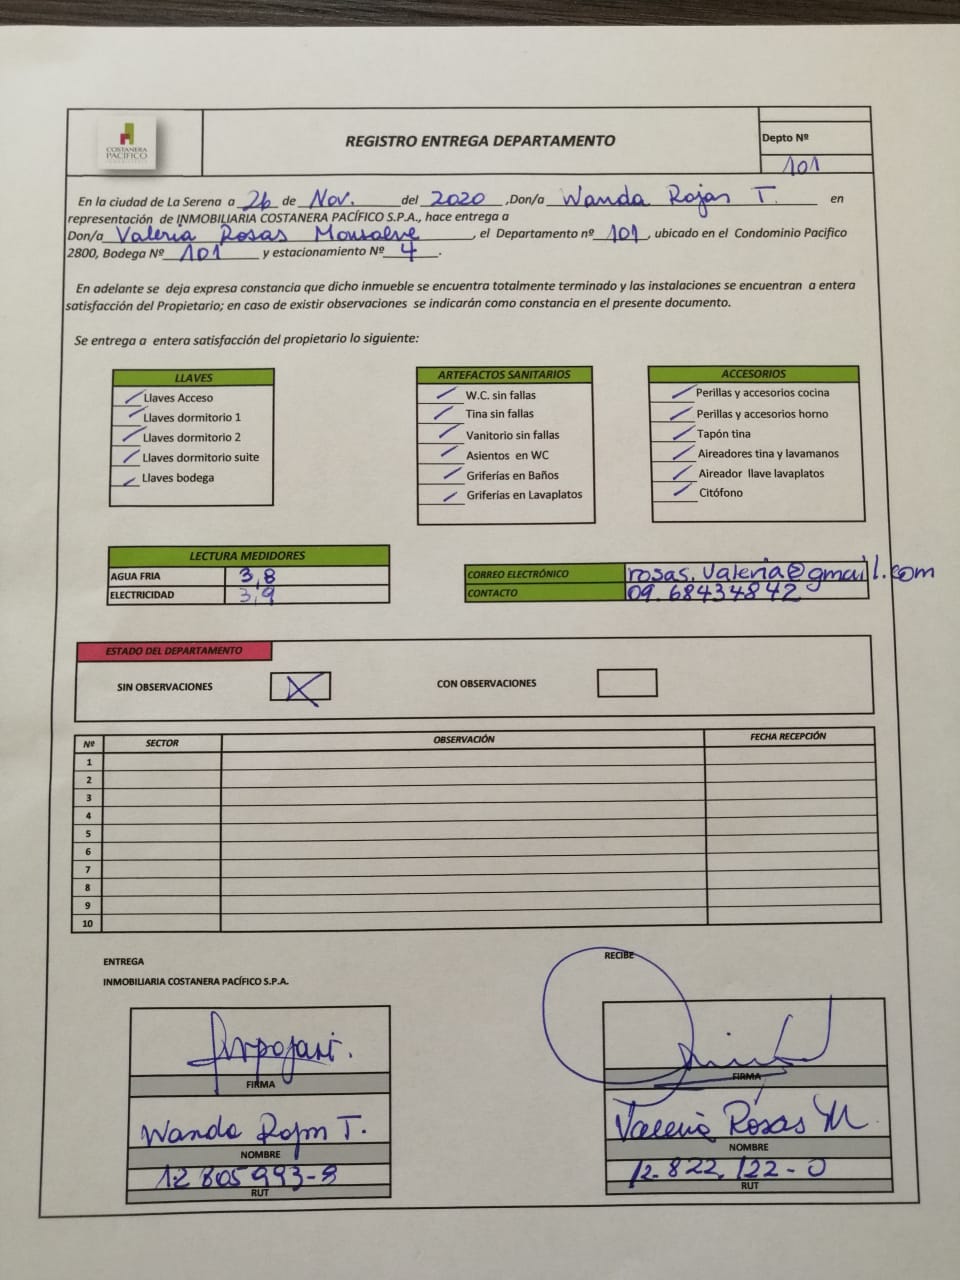 COSTANERA
PACÍFICO
REGISTRO ENTREGA DEPARTAMENTO
Depto Nº
101
En la ciudad de La Serena a 26 de Nov. del 2020 ,Don/a Wanda Rojas T. en
representación de INMOBILIARIA COSTANERA PACÍFICO S.P.A., hace entrega a
Don/a Valeria Rosas Monsalve , el Departamento nº 101 , ubicado en el Condominio Pacifico
2800, Bodega Nº 101 y estacionamiento Nº 4 .
En adelante se deja expresa constancia que dicho inmueble se encuentra totalmente terminado y las instalaciones se encuentran a entera
satisfacción del Propietario; en caso de existir observaciones se indicarán como constancia en el presente documento.
Se entrega a entera satisfacción del propietario lo siguiente:
LLAVES
Llaves Acceso
Llaves dormitorio 1
Llaves dormitorio 2
Llaves dormitorio suite
Llaves bodega
ARTEFACTOS SANITARIOS
W.C. sin fallas
Tina sin fallas
Vanitorio sin fallas
Asientos en WC
Griferías en Baños
Griferías en Lavaplatos
ACCESORIOS
Perillas y accesorios cocina
Perillas y accesorios horno
Tapón tina
Aireadores tina y lavamanos
Aireador llave lavaplatos
Citófono
LECTURA MEDIDORES
AGUA FRIA 3,8
ELECTRICIDAD 3,9
CORREO ELECTRÓNICO rosas.valeria@gmail.com
CONTACTO 09.68434842
ESTADO DEL DEPARTAMENTO
SIN OBSERVACIONES X CON OBSERVACIONES
Nº SECTOR OBSERVACIÓN FECHA RECEPCIÓN
1
2
3
4
5
6
7
8
9
10
ENTREGA
INMOBILIARIA COSTANERA PACÍFICO S.P.A.
FIRMA
Wanda Rojas T.
NOMBRE
12 805 993-8
RUT
RECIBE
FIRMA
Valeria Rosas M.
NOMBRE
12.822.122-0
RUT